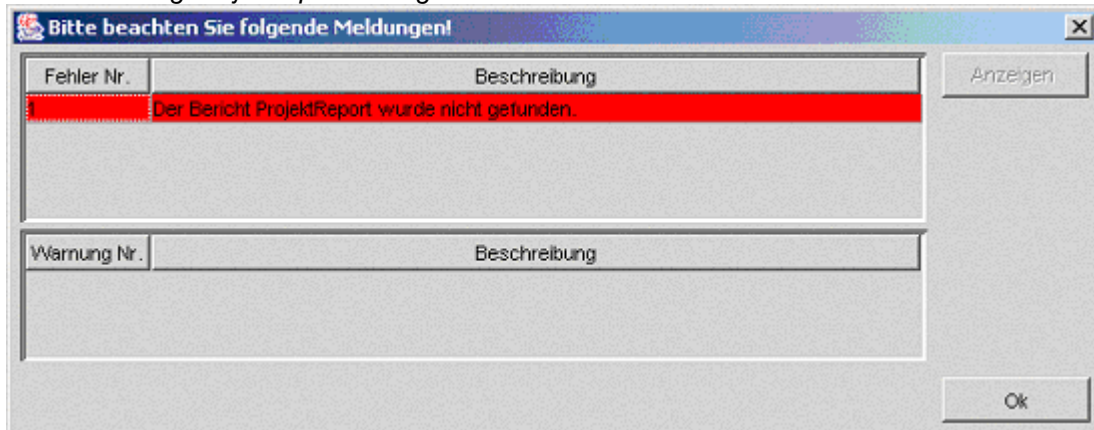 Bitte beachten Sie folgende Meldungen!
Fehler Nr. Beschreibung Anzeigen
1 Der Bericht ProjektReport wurde nicht gefunden.
Warnung Nr. Beschreibung
Ok